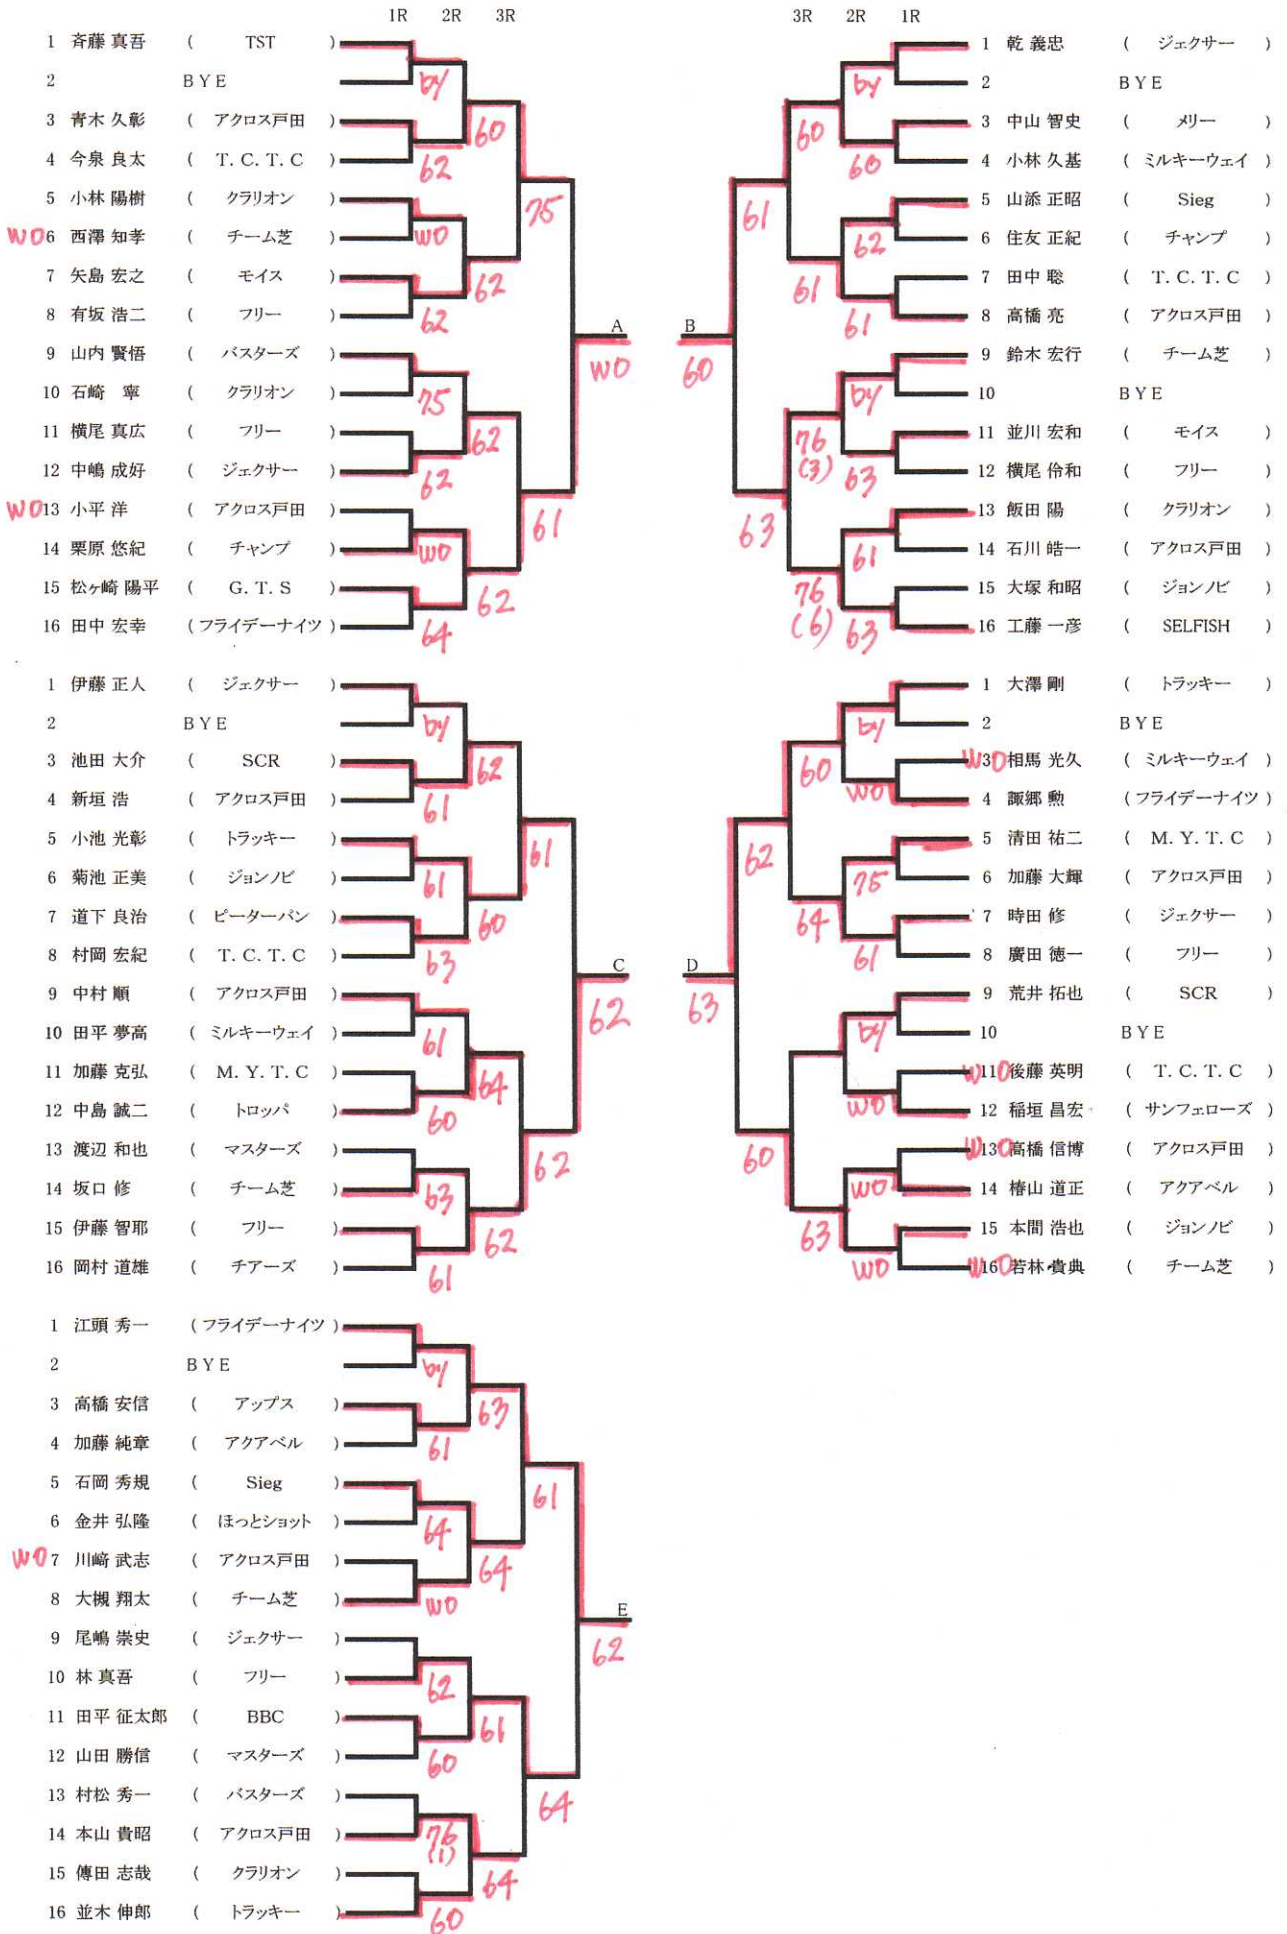 1R 2R 3R
1 斉藤 真吾 ( TST )
2 BYE
by
3 青木 久彰 ( アクロス戸田 )
60
4 今泉 良太 ( T. C. T. C )
62
5 小林 陽樹 ( クラリオン )
75
WO 6 西澤 知孝 ( チーム芝 )
WO
7 矢島 宏之 ( モイス )
62
8 有坂 浩二 ( フリー )
62
A
9 山内 賢悟 ( バスターズ )
WO
10 石崎 寧 ( クラリオン )
75
11 横尾 真広 ( フリー )
62
12 中嶋 成好 ( ジェクサー )
62
WO 13 小平 洋 ( アクロス戸田 )
61
14 栗原 悠紀 ( チャンプ )
WO
15 松ヶ崎 陽平 ( G. T. S )
62
16 田中 宏幸 ( フライデーナイツ )
64
3R 2R 1R
1 乾 義忠 ( ジェクサー )
2 BYE
by
3 中山 智史 ( メリー )
60
4 小林 久基 ( ミルキーウェイ )
60
5 山添 正昭 ( Sieg )
61
6 住友 正紀 ( チャンプ )
62
7 田中 聡 ( T. C. T. C )
61
8 高橋 亮 ( アクロス戸田 )
61
B
9 鈴木 宏行 ( チーム芝 )
60
10 BYE
by
11 並川 宏和 ( モイス )
76
(3)
12 横尾 伶和 ( フリー )
63
13 飯田 陽 ( クラリオン )
63
14 石川 皓一 ( アクロス戸田 )
61
15 大塚 和昭 ( ジョンノビ )
76
(6)
16 工藤 一彦 ( SELFISH )
63
1 伊藤 正人 ( ジェクサー )
2 BYE
by
3 池田 大介 ( SCR )
62
4 新垣 浩 ( アクロス戸田 )
61
5 小池 光彰 ( トラッキー )
61
6 菊池 正美 ( ジョンノビ )
61
7 道下 良治 ( ピーターパン )
60
8 村岡 宏紀 ( T. C. T. C )
63
C
9 中村 順 ( アクロス戸田 )
62
10 田平 夢高 ( ミルキーウェイ )
61
11 加藤 克弘 ( M. Y. T. C )
64
12 中島 誠二 ( トロッパ )
60
13 渡辺 和也 ( マスターズ )
62
14 坂口 修 ( チーム芝 )
63
15 伊藤 智耶 ( フリー )
62
16 岡村 道雄 ( チアーズ )
61
1 大澤 剛 ( トラッキー )
2 BYE
by
WO 3 相馬 光久 ( ミルキーウェイ )
60
4 諏郷 勲 ( フライデーナイツ )
WO
5 清田 祐二 ( M. Y. T. C )
62
6 加藤 大輝 ( アクロス戸田 )
75
7 時田 修 ( ジェクサー )
64
8 廣田 徳一 ( フリー )
61
D
9 荒井 拓也 ( SCR )
63
10 BYE
by
WO 11 後藤 英明 ( T. C. T. C )
12 稲垣 昌宏 ( サンフェローズ )
WO
WO 13 高橋 信博 ( アクロス戸田 )
60
14 椿山 道正 ( アクアベル )
WO
15 本間 浩也 ( ジョンノビ )
63
WO 16 若林 貴典 ( チーム芝 )
WO
1 江頭 秀一 ( フライデーナイツ )
2 BYE
by
3 高橋 安信 ( アップス )
63
4 加藤 純章 ( アクアベル )
61
5 石岡 秀規 ( Sieg )
61
6 金井 弘隆 ( ほっとショット )
64
WO 7 川﨑 武志 ( アクロス戸田 )
64
8 大槻 翔太 ( チーム芝 )
WO
E
9 尾嶋 崇史 ( ジェクサー )
62
10 林 真吾 ( フリー )
62
11 田平 征太郎 ( BBC )
61
12 山田 勝信 ( マスターズ )
60
13 村松 秀一 ( バスターズ )
64
14 本山 貴昭 ( アクロス戸田 )
76
(1)
15 傳田 志哉 ( クラリオン )
64
16 並木 伸郎 ( トラッキー )
60